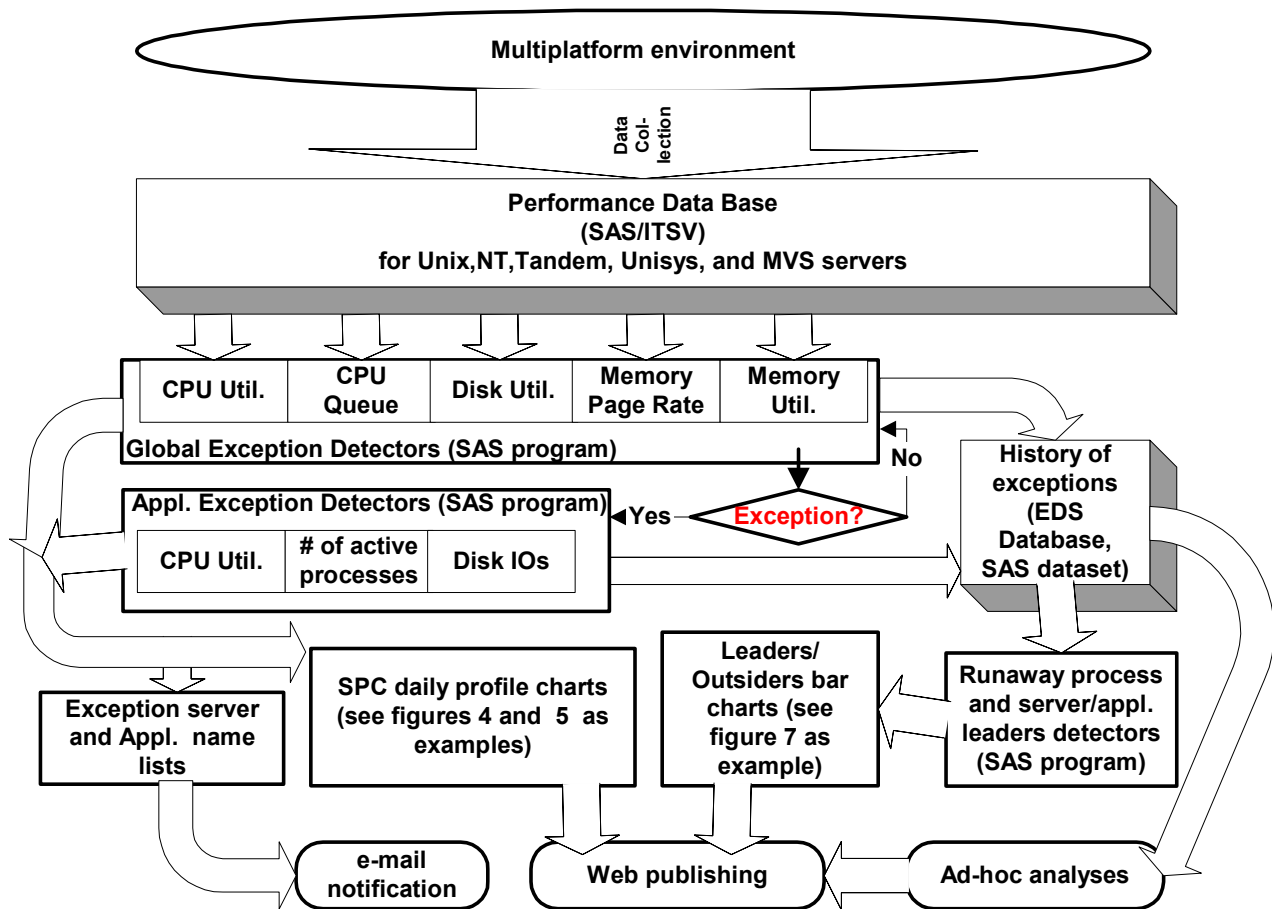 Multiplatform environment
Data
Col-
lection
Performance Data Base
(SAS/ITSV)
for Unix,NT,Tandem, Unisys, and MVS servers
CPU Util.
CPU
Queue
Disk Util.
Memory
Page Rate
Memory
Util.
Global Exception Detectors (SAS program)
No
Exception?
Yes
History of
exceptions
(EDS
Database,
SAS dataset)
Appl. Exception Detectors (SAS program)
CPU Util.
# of active
processes
Disk IOs
Exception server
and Appl. name
lists
SPC daily profile charts
(see figures 4 and 5 as
examples)
Leaders/
Outsiders bar
charts (see
figure 7 as
example)
Runaway process
and server/appl.
leaders detectors
(SAS program)
e-mail
notification
Web publishing
Ad-hoc analyses